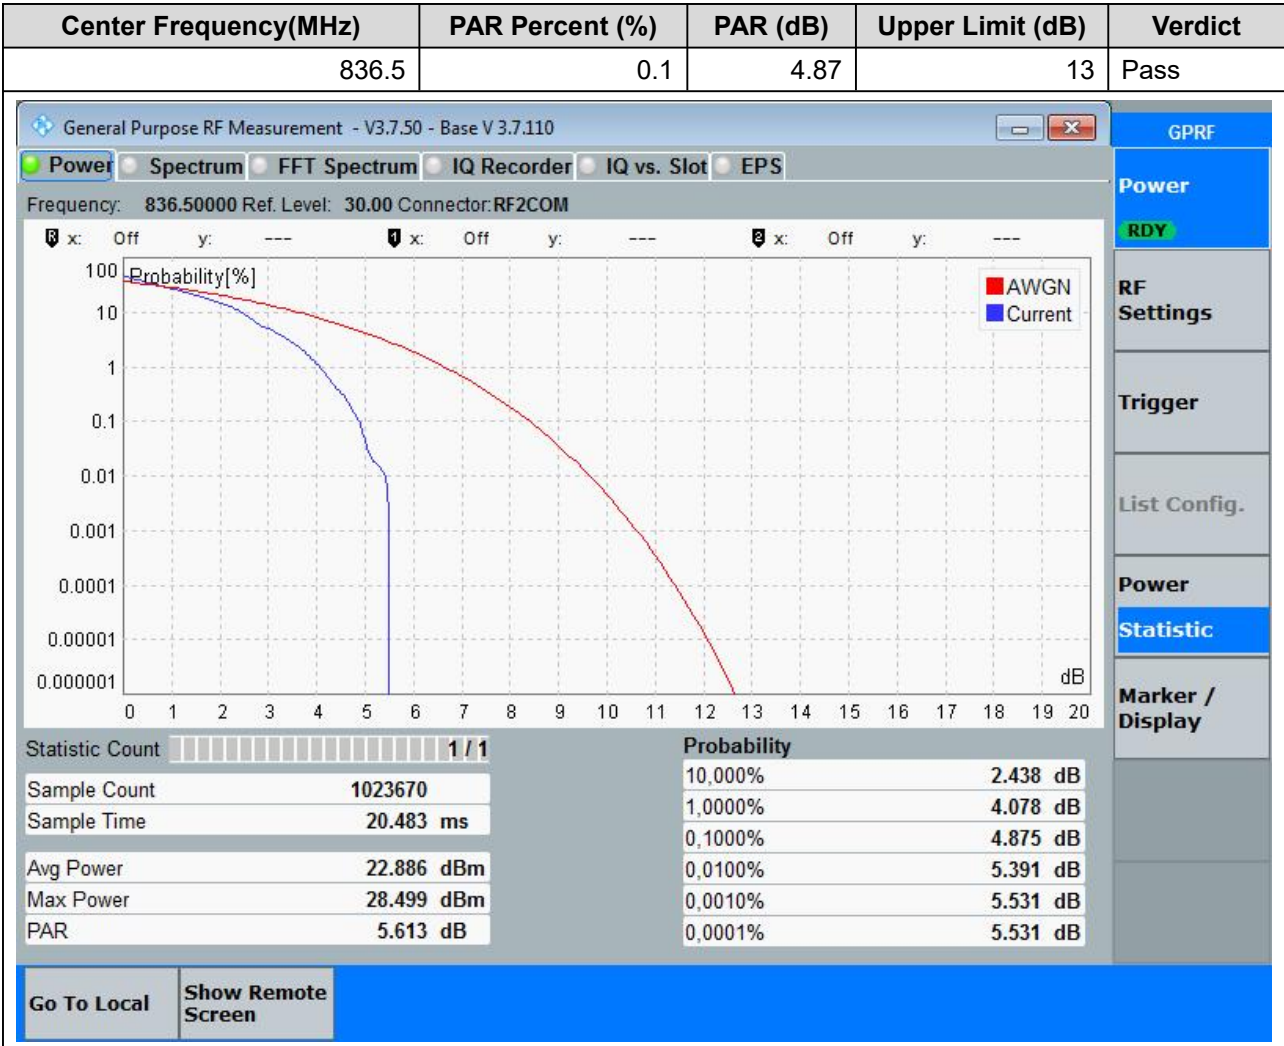 Center Frequency(MHz) PAR Percent (%) PAR (dB) Upper Limit (dB) Verdict
836.5 0.1 4.87 13 Pass
General Purpose RF Measurement - V3.7.50 - Base V 3.7.110
GPRF
Power Spectrum FFT Spectrum IQ Recorder IQ vs. Slot EPS
Frequency: 836.50000 Ref. Level: 30.00 Connector:RF2COM
R x: Off y: --- 1 x: Off y: --- 2 x: Off y: ---
Probability[%]
AWGN
Current
100
10
1
0.1
0.01
0.001
0.0001
0.00001
0.000001
dB
0 1 2 3 4 5 6 7 8 9 10 11 12 13 14 15 16 17 18 19 20
Statistic Count 1 / 1
Sample Count 1023670
Sample Time 20.483 ms
Avg Power 22.886 dBm
Max Power 28.499 dBm
PAR 5.613 dB
Probability
10,000% 2.438 dB
1,0000% 4.078 dB
0,1000% 4.875 dB
0,0100% 5.391 dB
0,0010% 5.531 dB
0,0001% 5.531 dB
Power
RDY
RF
Settings
Trigger
List Config.
Power
Statistic
Marker /
Display
Go To Local
Show Remote
Screen